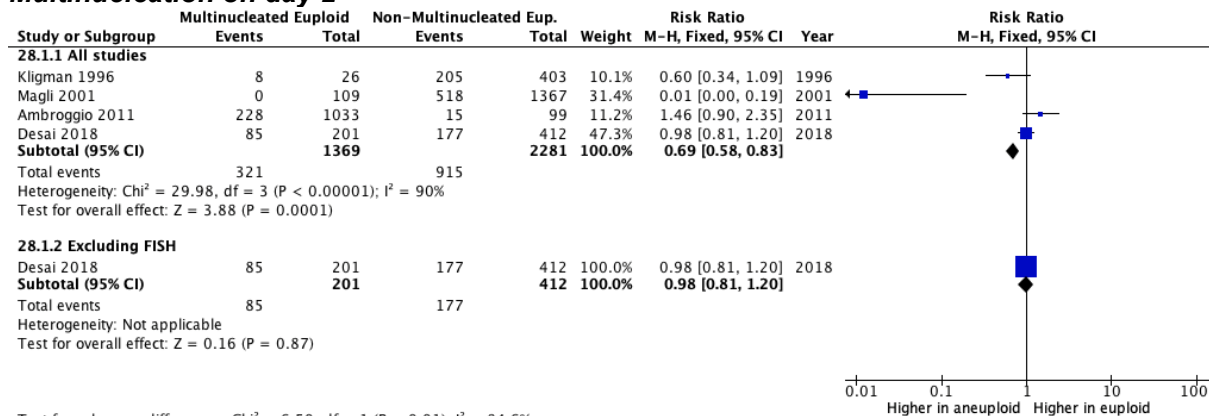 Multinucleation on day 2
Multinucleated Euploid Non-Multinucleated Eup. Risk Ratio Risk Ratio
Study or Subgroup Events Total Events Total Weight M-H, Fixed, 95% CI Year M-H, Fixed, 95% CI
28.1.1 All studies
Kligman 1996 8 26 205 403 10.1% 0.60 [0.34, 1.09] 1996
Magli 2001 0 109 518 1367 31.4% 0.01 [0.00, 0.19] 2001
Ambroggio 2011 228 1033 15 99 11.2% 1.46 [0.90, 2.35] 2011
Desai 2018 85 201 177 412 47.3% 0.98 [0.81, 1.20] 2018
Subtotal (95% CI) 1369 2281 100.0% 0.69 [0.58, 0.83]
Total events 321 915
Heterogeneity: Chi² = 29.98, df = 3 (P < 0.00001); I² = 90%
Test for overall effect: Z = 3.88 (P = 0.0001)
28.1.2 Excluding FISH
Desai 2018 85 201 177 412 100.0% 0.98 [0.81, 1.20] 2018
Subtotal (95% CI) 201 412 100.0% 0.98 [0.81, 1.20]
Total events 85 177
Heterogeneity: Not applicable
Test for overall effect: Z = 0.16 (P = 0.87)
0.01 0.1 1 10 100
Higher in aneuploid Higher in euploid